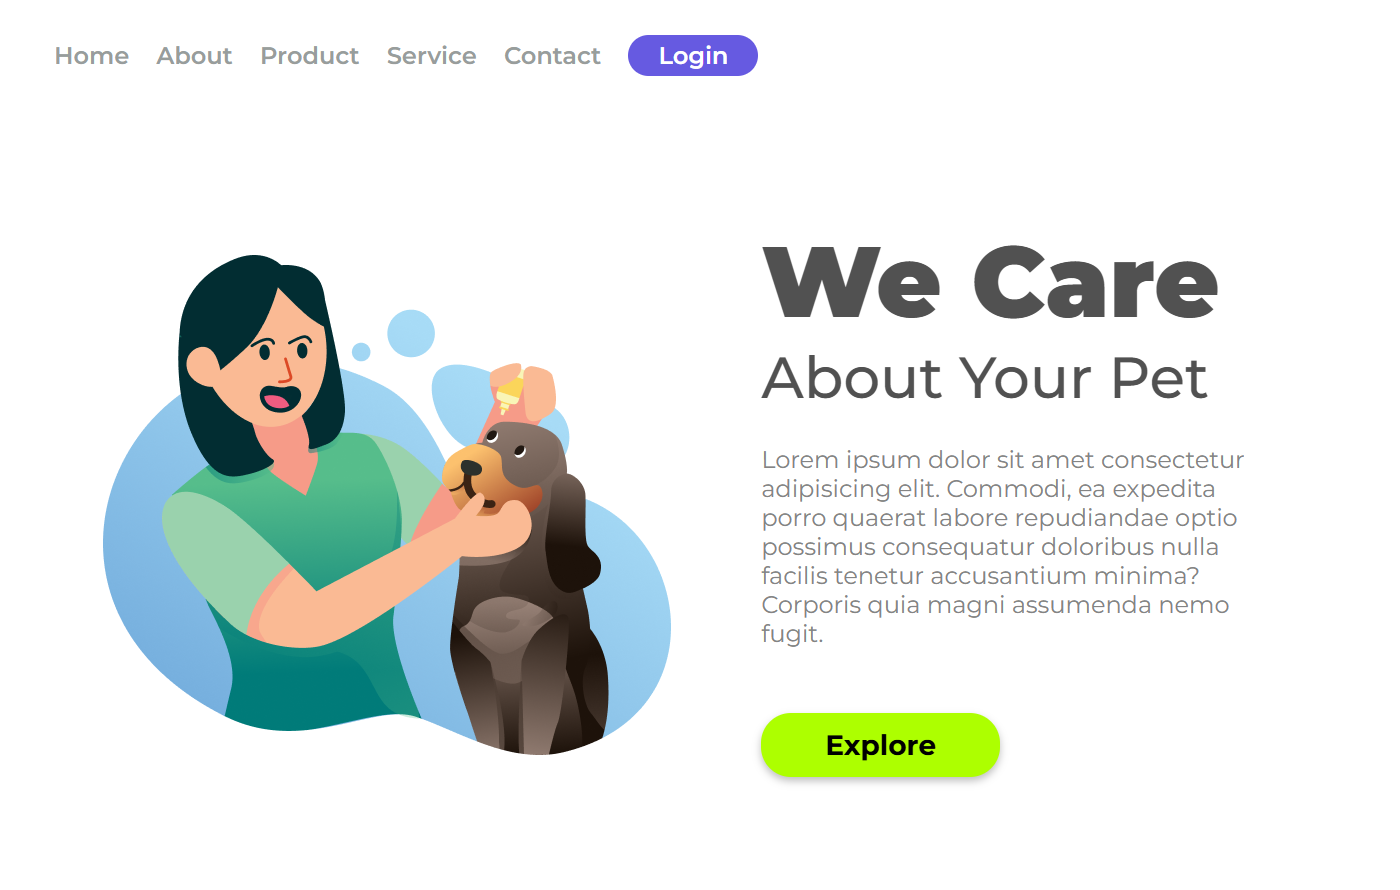 Home About Product Service Contact Login
We Care
About Your Pet
Lorem ipsum dolor sit amet consectetur
adipisicing elit. Commodi, ea expedita
porro quaerat labore repudiandae optio
possimus consequatur doloribus nulla
facilis tenetur accusantium minima?
Corporis quia magni assumenda nemo
fugit.
Explore